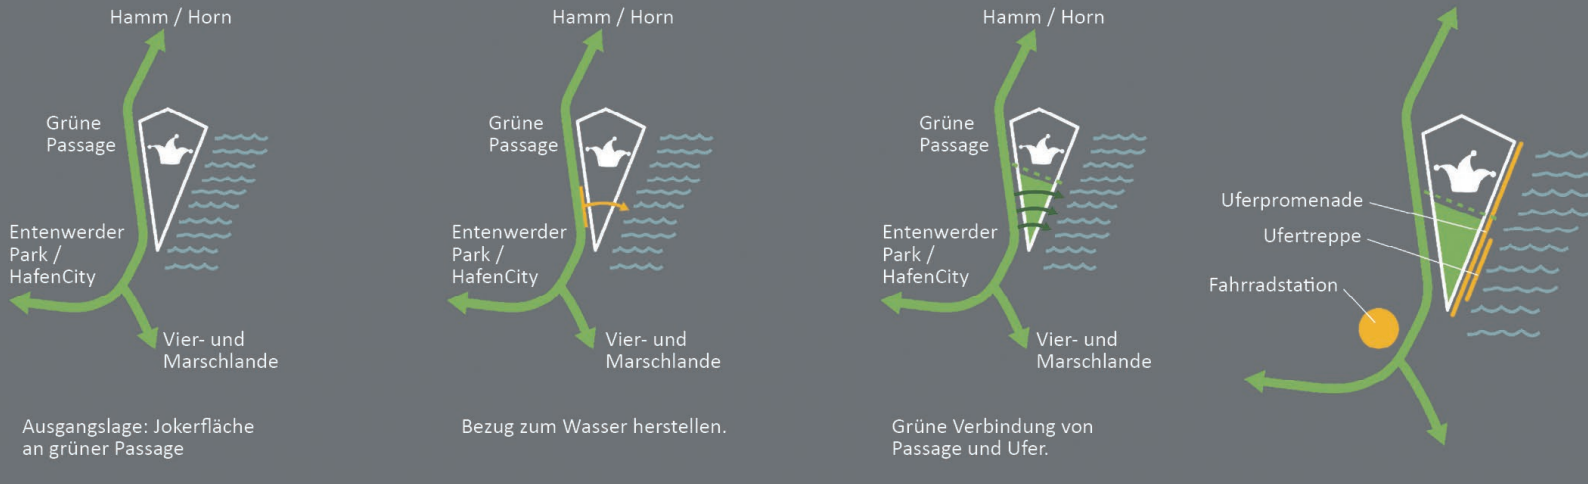 Hamm / Horn
Grüne
Passage
Entenwerder
Park /
HafenCity
Vier- und
Marschlande
Ausgangslage: Jokerfläche
an grüner Passage
Hamm / Horn
Grüne
Passage
Entenwerder
Park /
HafenCity
Vier- und
Marschlande
Bezug zum Wasser herstellen.
Hamm / Horn
Grüne
Passage
Entenwerder
Park /
HafenCity
Vier- und
Marschlande
Grüne Verbindung von
Passage und Ufer.
Uferpromenade
Ufertreppe
Fahrradstation